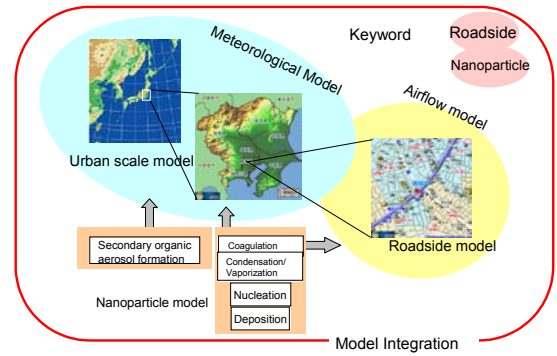 Keyword
Roadside
Nanoparticle
Meteorological Model
Airflow model
Urban scale model
Roadside model
Secondary organic
aerosol formation
Coagulation
Condensation/
Vaporization
Nucleation
Deposition
Nanoparticle model
Model Integration